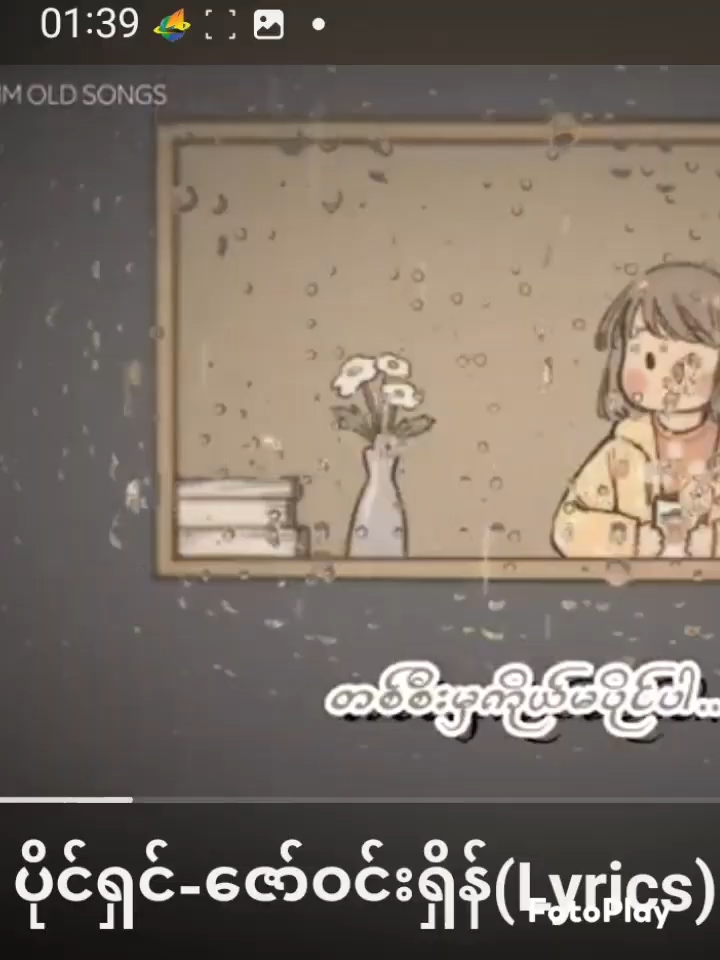 01:39
IM OLD SONGS
တစ်စီးမှကိုယ်မပိုင်ပါ...
ပိုင်ရှင်-ဇော်ဝင်းရှိန်(Lyrics)
FotoPlay